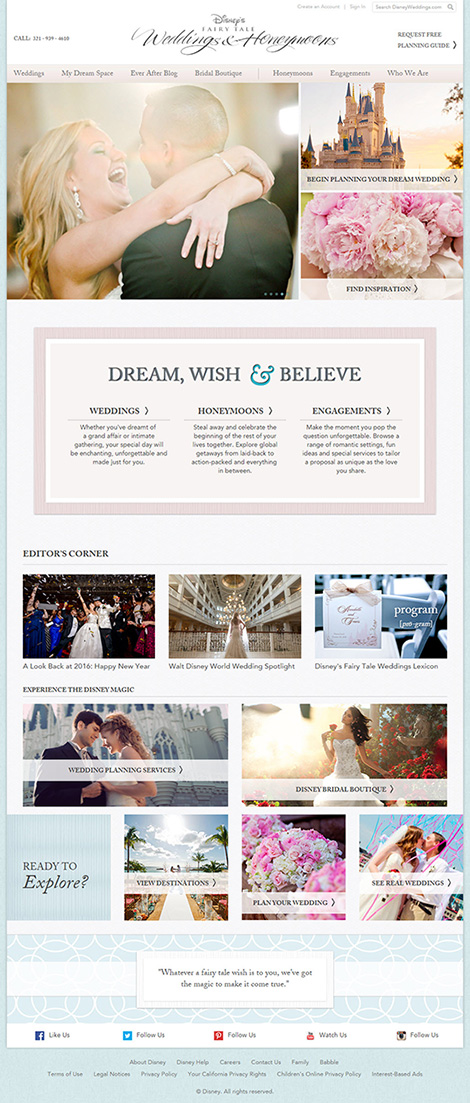 Create an Account | Sign In
Search DisneyWeddings.com
CALL: 321 - 939 - 4610
Disney's
FAIRY TALE
Weddings & Honeymoons
REQUEST FREE
PLANNING GUIDE
Weddings My Dream Space Ever After Blog Bridal Boutique Honeymoons Engagements Who We Are
BEGIN PLANNING YOUR DREAM WEDDING
FIND INSPIRATION
DREAM, WISH & BELIEVE
WEDDINGS
Whether you've dreamt of
a grand affair or intimate
gathering, your special day will
be enchanting, unforgettable and
made just for you.
HONEYMOONS
Steal away and celebrate the
beginning of the rest of your
lives together. Explore global
getaways from laid-back to
action-packed and everything
in between.
ENGAGEMENTS
Make the moment you pop the
question unforgettable. Browse a
range of romantic settings, fun
ideas and special services to tailor
a proposal as unique as the love
you share.
EDITOR'S CORNER
program
A Look Back at 2016: Happy New Year
Walt Disney World Wedding Spotlight
Disney's Fairy Tale Weddings Lexicon
EXPERIENCE THE DISNEY MAGIC
WEDDING PLANNING SERVICES
DISNEY BRIDAL BOUTIQUE
READY TO
Explore?
VIEW DESTINATIONS
PLAN YOUR WEDDING
SEE REAL WEDDINGS
"Whatever a fairy tale wish is to you, we've got
the magic to make it come true."
Like Us Follow Us Follow Us Watch Us Follow Us
About Disney Disney Help Careers Contact Us Family Babble
Terms of Use Legal Notices Privacy Policy Your California Privacy Rights Children's Online Privacy Policy Interest-Based Ads
© Disney. All rights reserved.